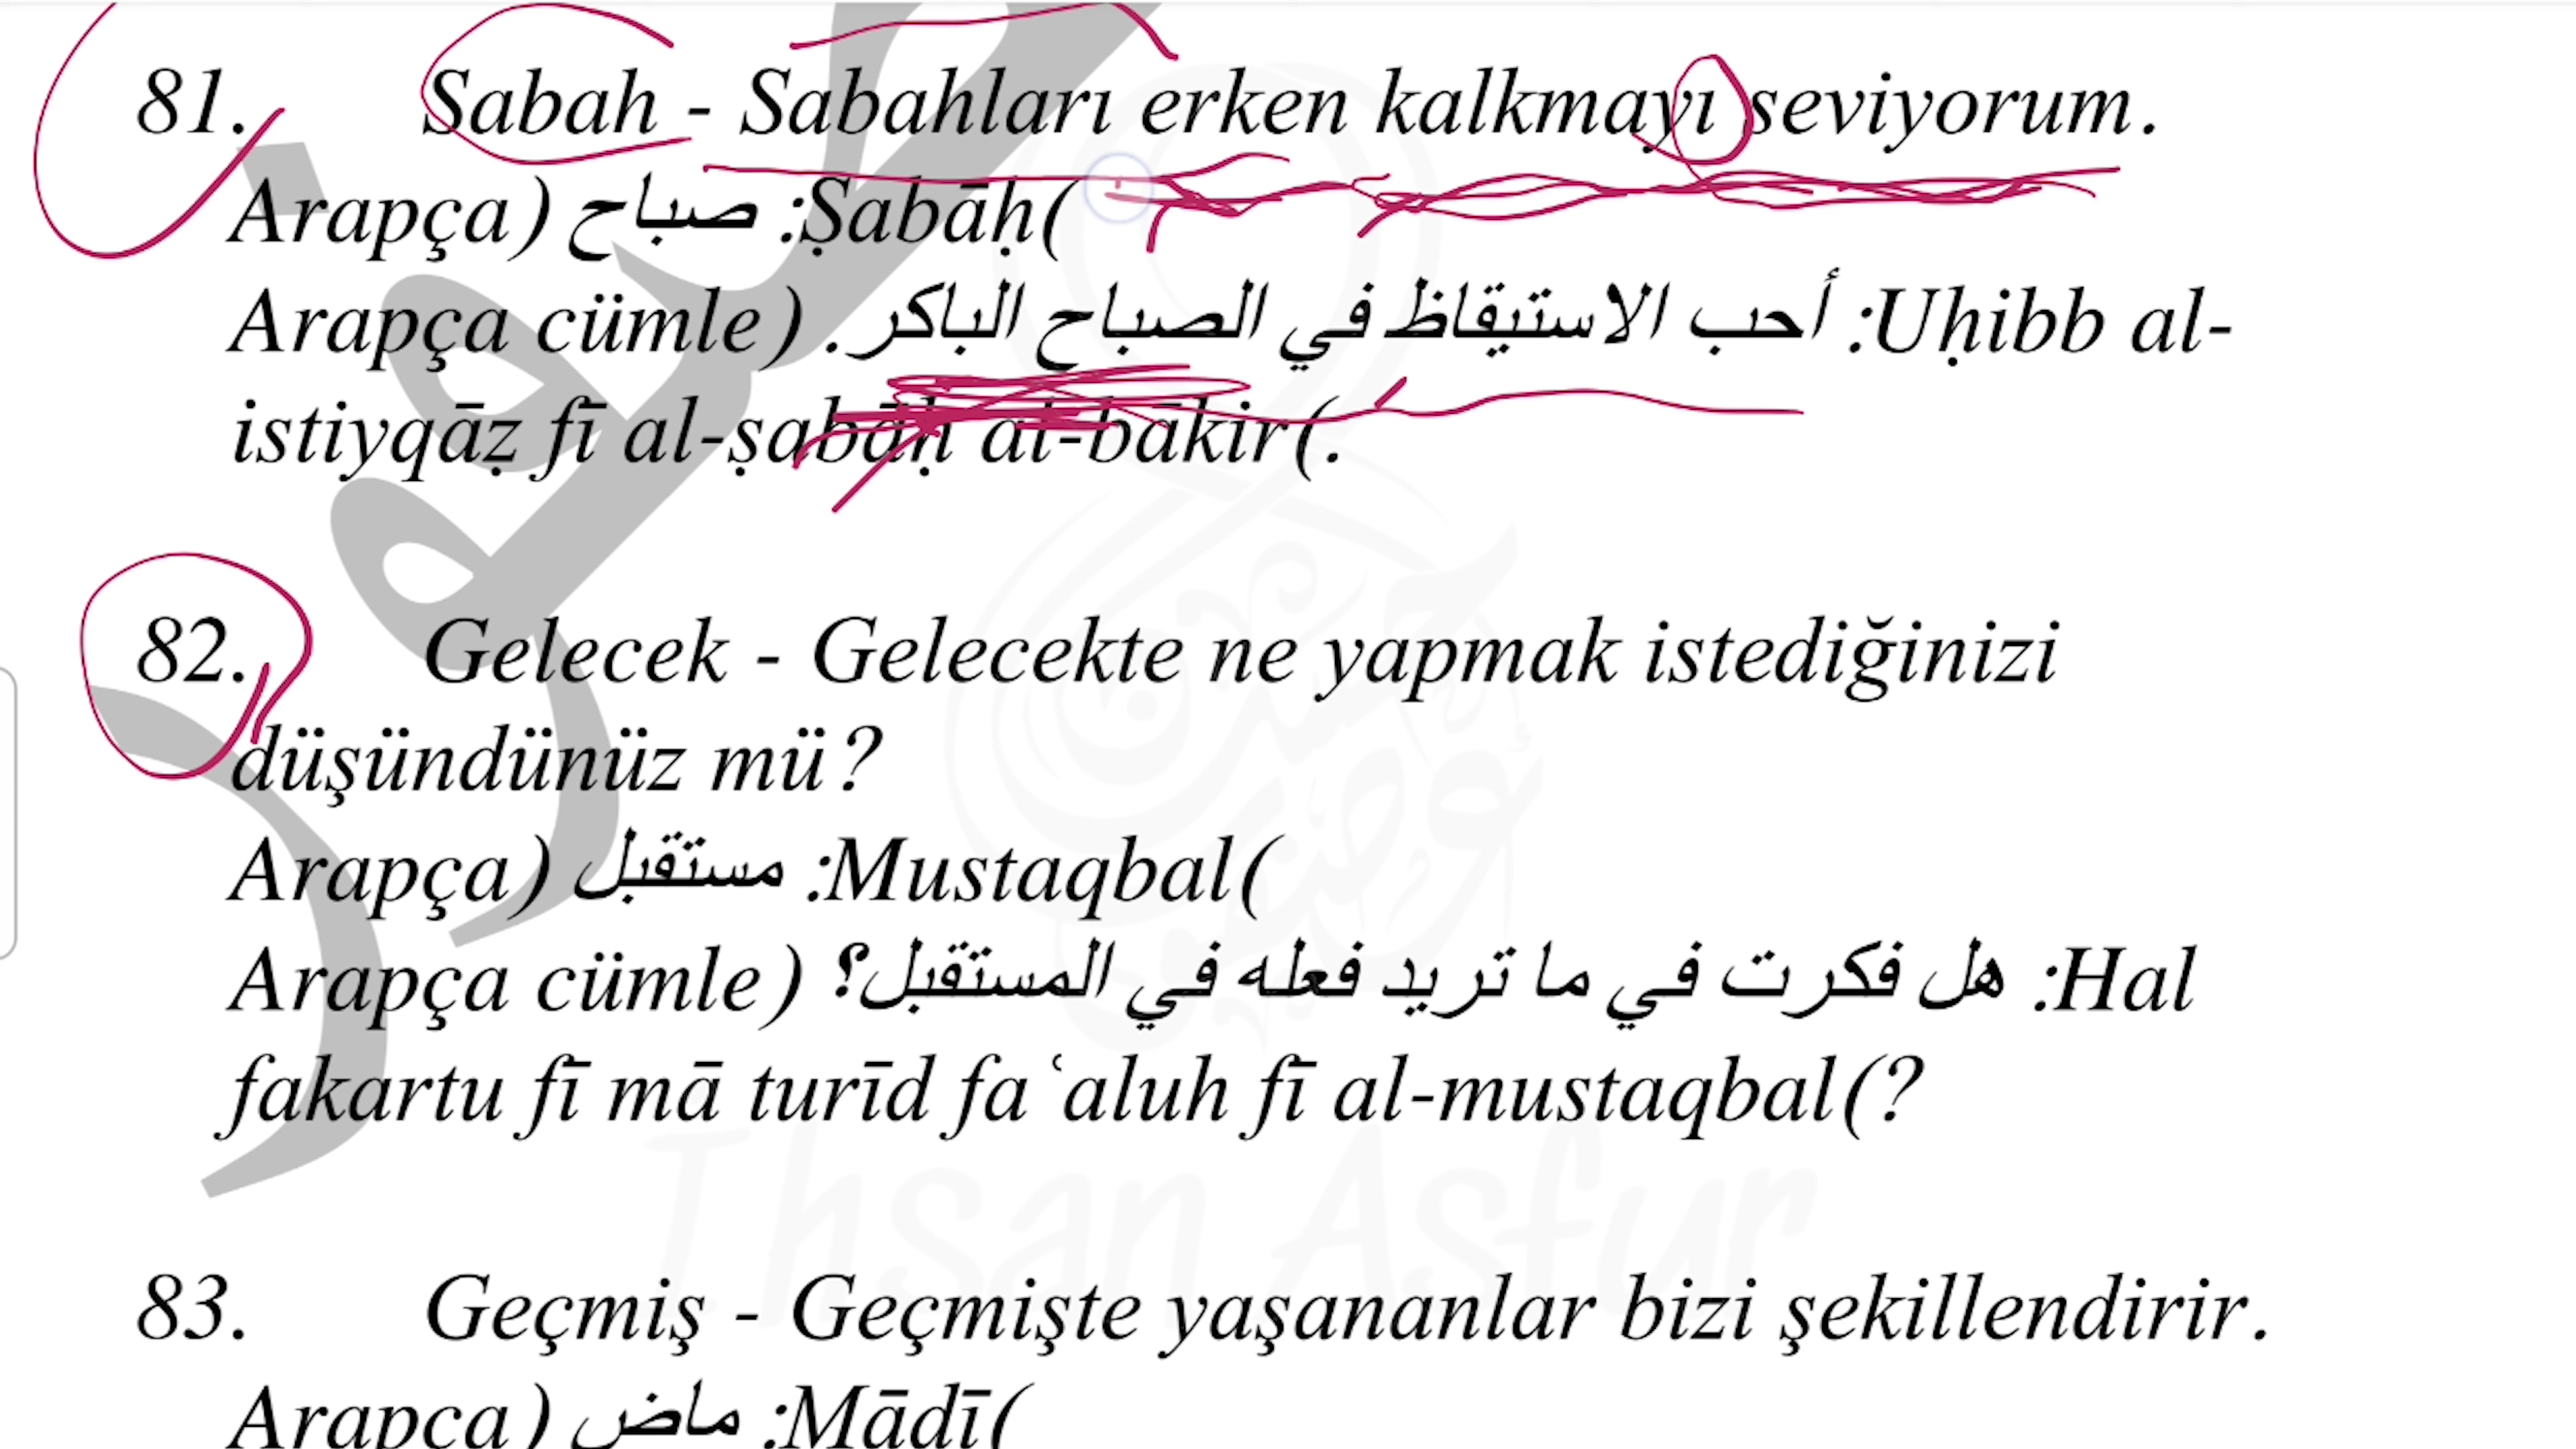 81. Sabah - Sabahları erken kalkmayı seviyorum.
Arapça) صباح :Ṣabāḥ(
Arapça cümle) أحب الاستيقاظ في الصباح الباكر. :Uḥibb al-
istiyqāẓ fī al-ṣabāḥ al-bākir(.
82. Gelecek - Gelecekte ne yapmak istediğinizi
düşündünüz mü?
Arapça) مستقبل :Mustaqbal(
Arapça cümle) هل فكرت في ما تريد فعله في المستقبل؟ :Hal
fakartu fī mā turīd faʿaluh fī al-mustaqbal(?
Ihsan Asfur
83. Geçmiş - Geçmişte yaşananlar bizi şekillendirir.
Arapça) ماض :Mādī(